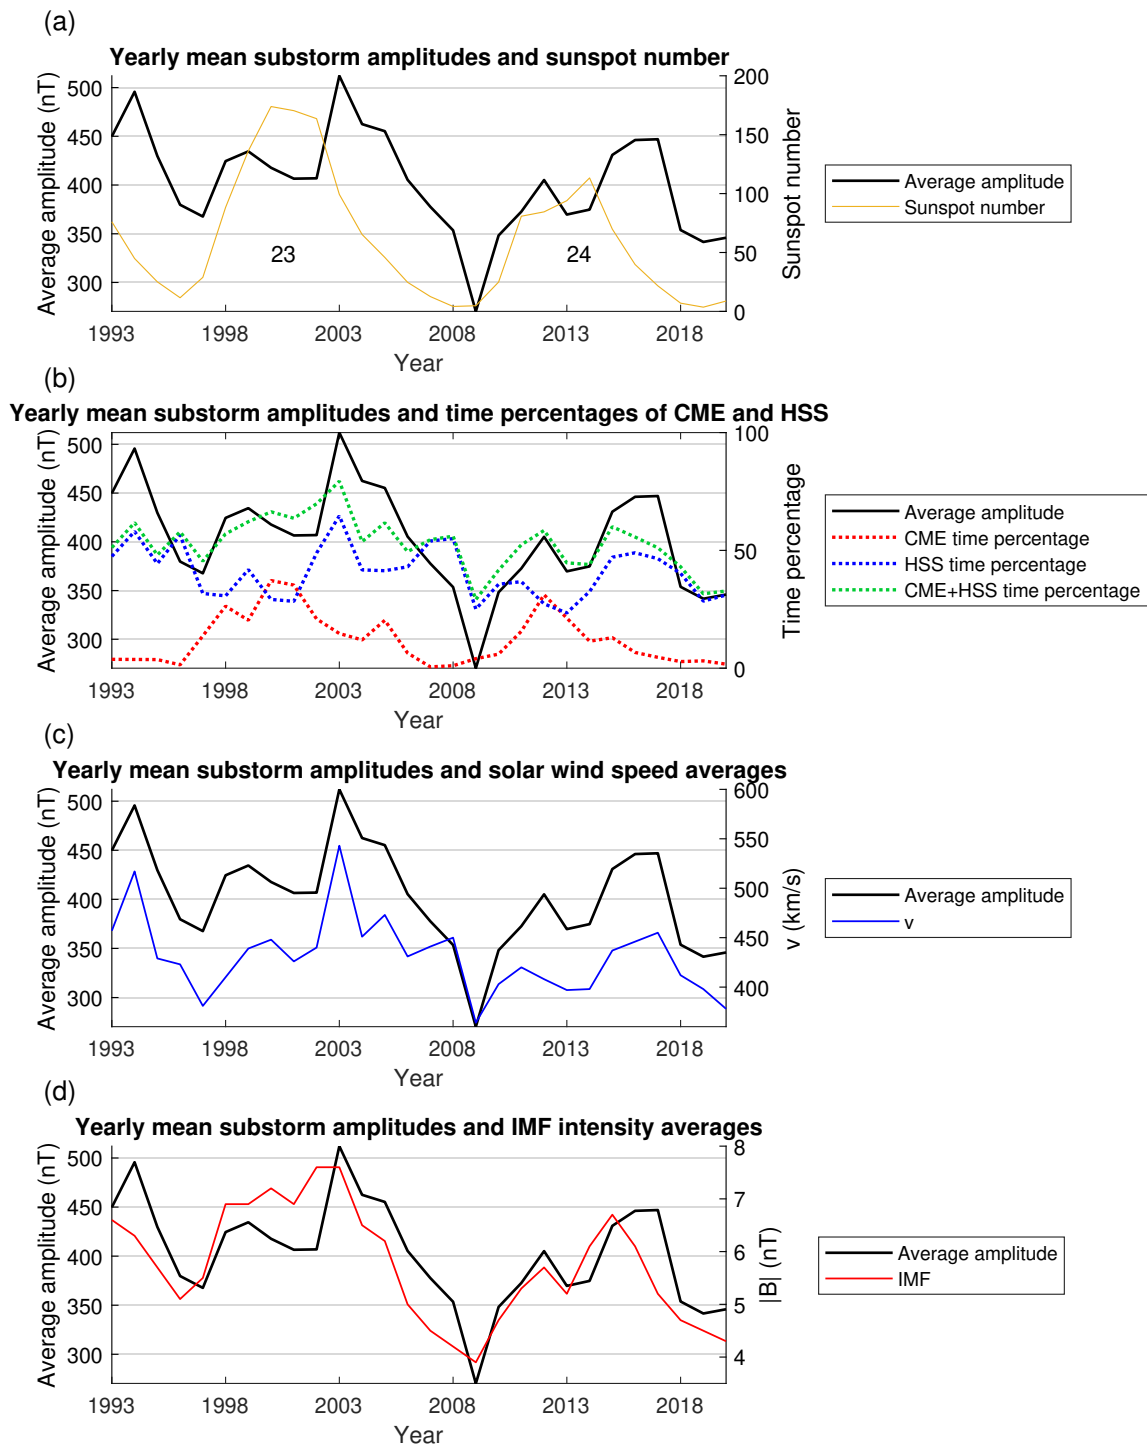 (a)
Yearly mean substorm amplitudes and sunspot number
Average amplitude (nT)
500
450
400
350
300
200
150
100
50
0
Sunspot number
23
24
1993
1998
2003
2008
2013
2018
Year
Average amplitude
Sunspot number
(b)
Yearly mean substorm amplitudes and time percentages of CME and HSS
Average amplitude (nT)
500
450
400
350
300
100
50
0
Time percentage
1993
1998
2003
2008
2013
2018
Year
Average amplitude
CME time percentage
HSS time percentage
CME+HSS time percentage
(c)
Yearly mean substorm amplitudes and solar wind speed averages
Average amplitude (nT)
500
450
400
350
300
600
550
500
450
400
v (km/s)
1993
1998
2003
2008
2013
2018
Year
Average amplitude
v
(d)
Yearly mean substorm amplitudes and IMF intensity averages
Average amplitude (nT)
500
450
400
350
300
8
7
6
5
4
|B| (nT)
1993
1998
2003
2008
2013
2018
Year
Average amplitude
IMF